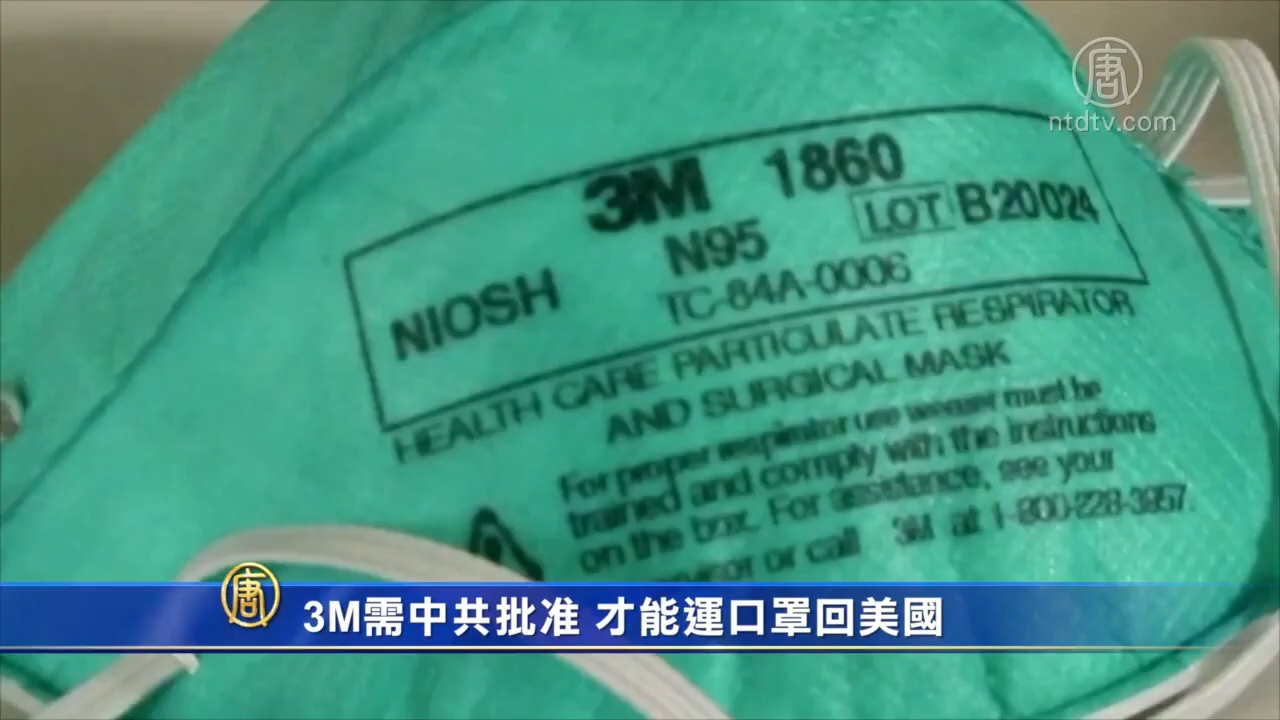 唐
ntdtv.com
3M 1860
N95 LOT B20024
NIOSH TC-84A-0006
HEALTH CARE PARTICULATE RESPIRATOR
AND SURGICAL MASK
For proper respirator use wearer must be
trained and comply with the instructions
on the box. For assistance, see your
or call 3M at 1-800-228-3957.
唐
3M需中共批准 才能運口罩回美國